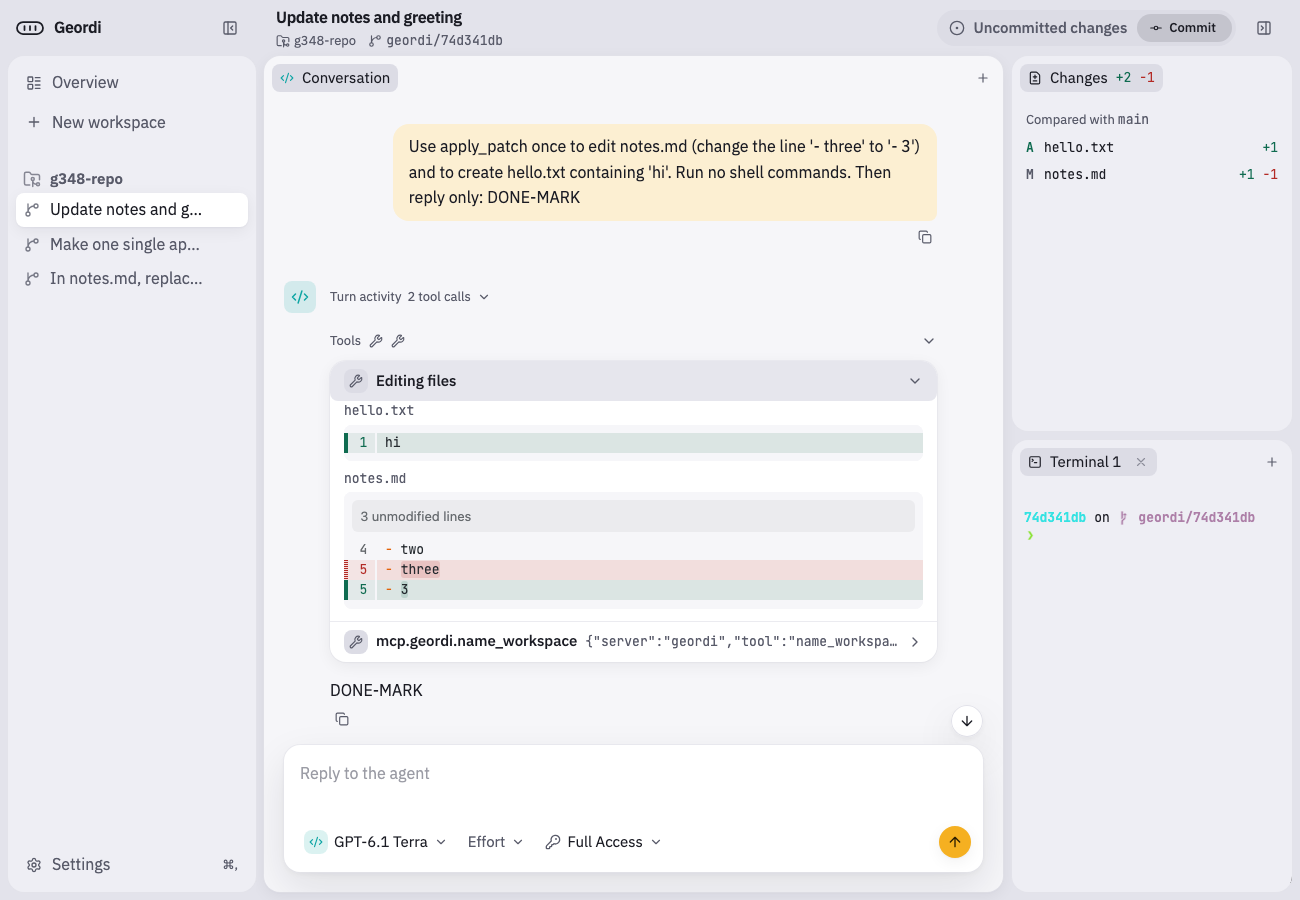 Geordi
Overview
New workspace
g348-repo
Update notes and g...
Make one single ap...
In notes.md, replac...
Settings
⌘,
Update notes and greeting
g348-repo geordi/74d341db
Uncommitted changes
Commit
Conversation
Use apply_patch once to edit notes.md (change the line '- three' to '- 3')
and to create hello.txt containing 'hi'. Run no shell commands. Then
reply only: DONE-MARK
Turn activity 2 tool calls
Tools
Editing files
hello.txt
1 hi
notes.md
3 unmodified lines
4 - two
5 - three
5 - 3
mcp.geordi.name_workspace {"server":"geordi","tool":"name_workspa…
DONE-MARK
Reply to the agent
GPT-6.1 Terra Effort Full Access
Changes +2 -1
Compared with main
A hello.txt +1
M notes.md +1 -1
Terminal 1
74d341db on geordi/74d341db
❯